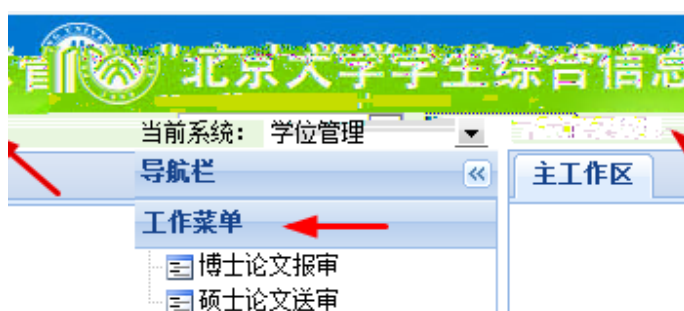 北京大学学生综合信息
当前系统： 学位管理
导航栏
主工作区
工作菜单
博士论文报审
硕士论文送审